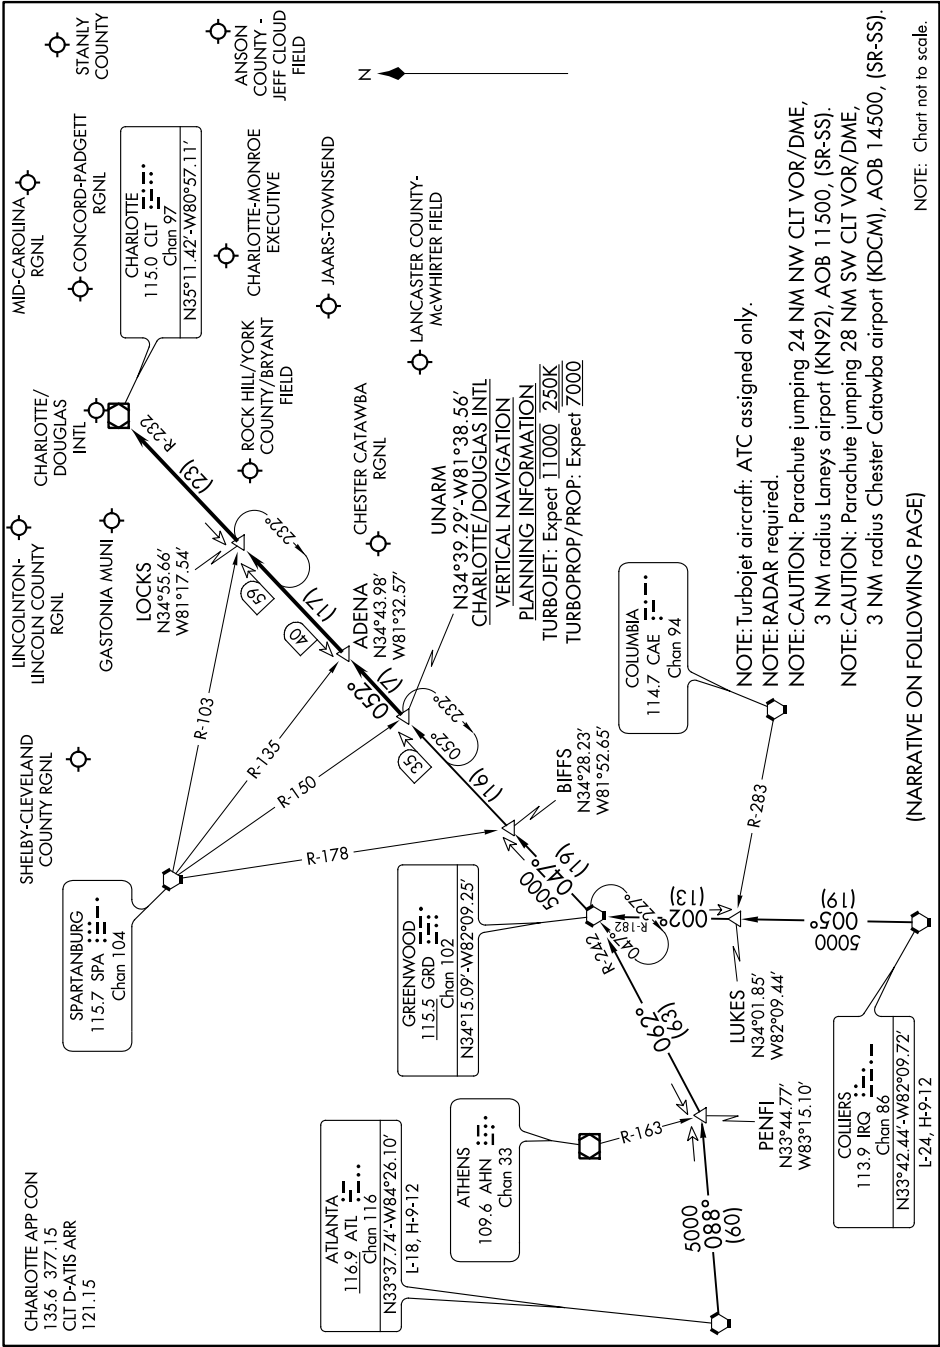 CHARLOTTE APP CON
135.6 377.15
CLT D-ATIS ARR
121.15
SHELBY-CLEVELAND
COUNTY RGNL
LINCOLNTON-
LINCOLN COUNTY
RGNL
GASTONIA MUNI
CHARLOTTE/
DOUGLAS
INTL
MID-CAROLINA
RGNL
CONCORD-PADGETT
RGNL
STANLY
COUNTY
ANSON
COUNTY -
JEFF CLOUD
FIELD
CHARLOTTE
115.0 CLT
Chan 97
N35°11.42'-W80°57.11'
CHARLOTTE-MONROE
EXECUTIVE
JAARS-TOWNSEND
LANCASTER COUNTY-
McWHIRTER FIELD
ROCK HILL/YORK
COUNTY/BRYANT
FIELD
CHESTER CATAWBA
RGNL
N
R-232
(23)
LOCKS
N34°55.66'
W81°17.54'
232°
59
(17)
40
ADENA
N34°43.98'
W81°32.57'
052°
(7)
UNARM
N34°39.29'-W81°38.56'
CHARLOTTE/DOUGLAS INTL
VERTICAL NAVIGATION
PLANNING INFORMATION
TURBOJET: Expect 11000 250K
TURBOPROP/PROP: Expect 7000
35
052°
232°
(16)
BIFFS
N34°28.23'
W81°52.65'
R-103
R-135
R-150
R-178
SPARTANBURG
115.7 SPA
Chan 104
5000
047°
(19)
GREENWOOD
115.5 GRD
Chan 102
N34°15.09'-W82°09.25'
R-242
R-182
047°
227°
002°
(13)
COLUMBIA
114.7 CAE
Chan 94
R-283
LUKES
N34°01.85'
W82°09.44'
5000
005°
(19)
COLLIERS
113.9 IRQ
Chan 86
N33°42.44'-W82°09.72'
L-24, H-9-12
062°
(63)
PENFI
N33°44.77'
W83°15.10'
R-163
ATHENS
109.6 AHN
Chan 33
ATLANTA
116.9 ATL
Chan 116
N33°37.74'-W84°26.10'
L-18, H-9-12
5000
088°
(60)
NOTE: Turbojet aircraft: ATC assigned only.
NOTE: RADAR required.
NOTE: CAUTION: Parachute jumping 24 NM NW CLT VOR/DME,
3 NM radius Laneys airport (KN92), AOB 11500, (SR-SS).
NOTE: CAUTION: Parachute jumping 28 NM SW CLT VOR/DME,
3 NM radius Chester Catawba airport (KDCM), AOB 14500, (SR-SS).
(NARRATIVE ON FOLLOWING PAGE)
NOTE: Chart not to scale.